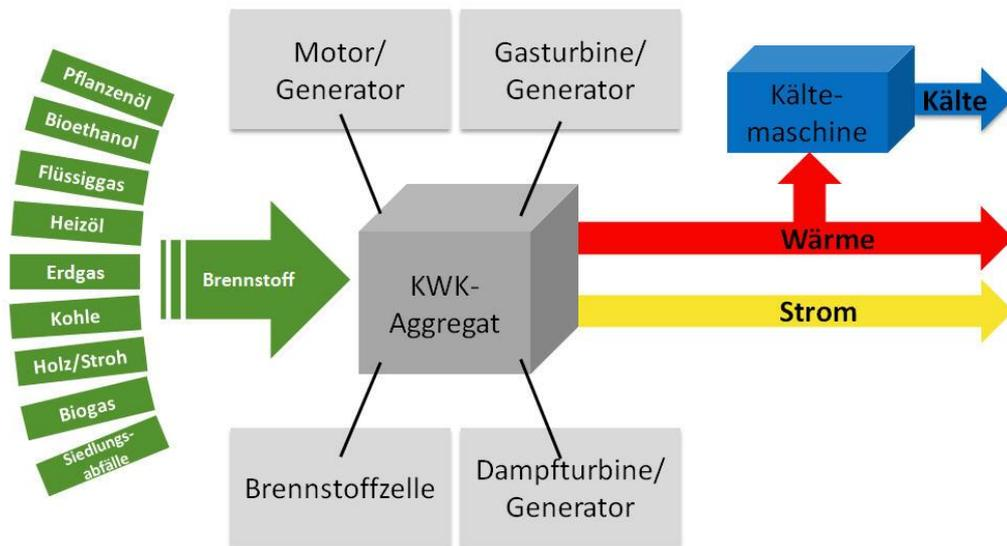 Pflanzenöl
Bioethanol
Flüssiggas
Heizöl
Erdgas
Kohle
Holz/Stroh
Biogas
Siedlungs-
abfälle
Brennstoff
Motor/
Generator
Gasturbine/
Generator
KWK-
Aggregat
Brennstoffzelle
Dampfturbine/
Generator
Kälte-
maschine
Kälte
Wärme
Strom